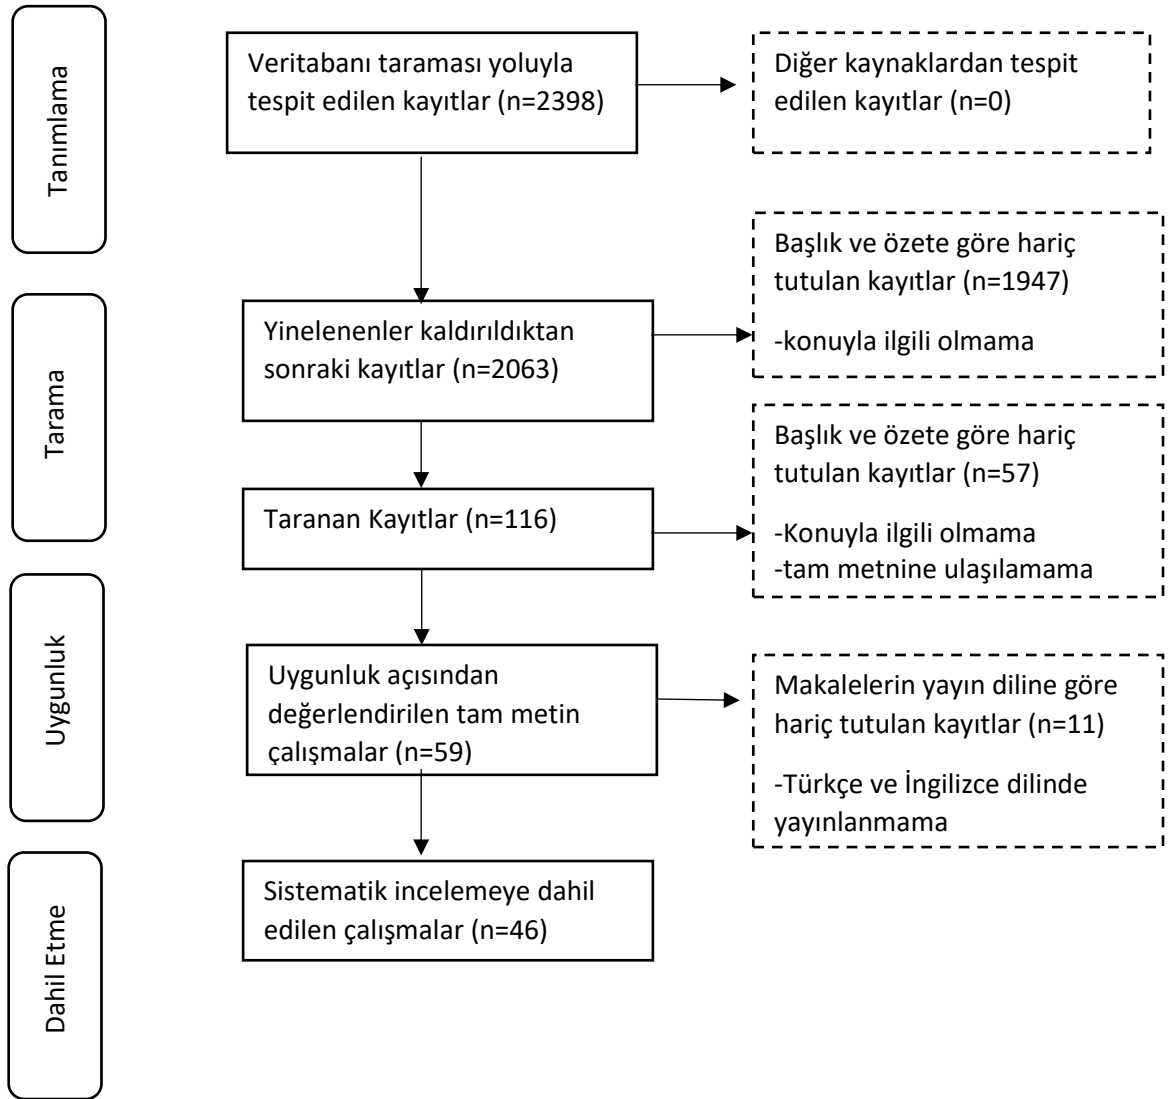 Tanımlama
Veritabanı taraması yoluyla
tespit edilen kayıtlar (n=2398)
Diğer kaynaklardan tespit
edilen kayıtlar (n=0)
Başlık ve özete göre hariç
tutulan kayıtlar (n=1947)
-konuyla ilgili olmama
Tarama
Yinelenenler kaldırıldıktan
sonraki kayıtlar (n=2063)
Başlık ve özete göre hariç
tutulan kayıtlar (n=57)
-Konuyla ilgili olmama
-tam metnine ulaşılamama
Taranan Kayıtlar (n=116)
Uygunluk
Uygunluk açısından
değerlendirilen tam metin
çalışmalar (n=59)
Makalelerin yayın diline göre
hariç tutulan kayıtlar (n=11)
-Türkçe ve İngilizce dilinde
yayınlanmama
Dahil Etme
Sistematik incelemeye dahil
edilen çalışmalar (n=46)